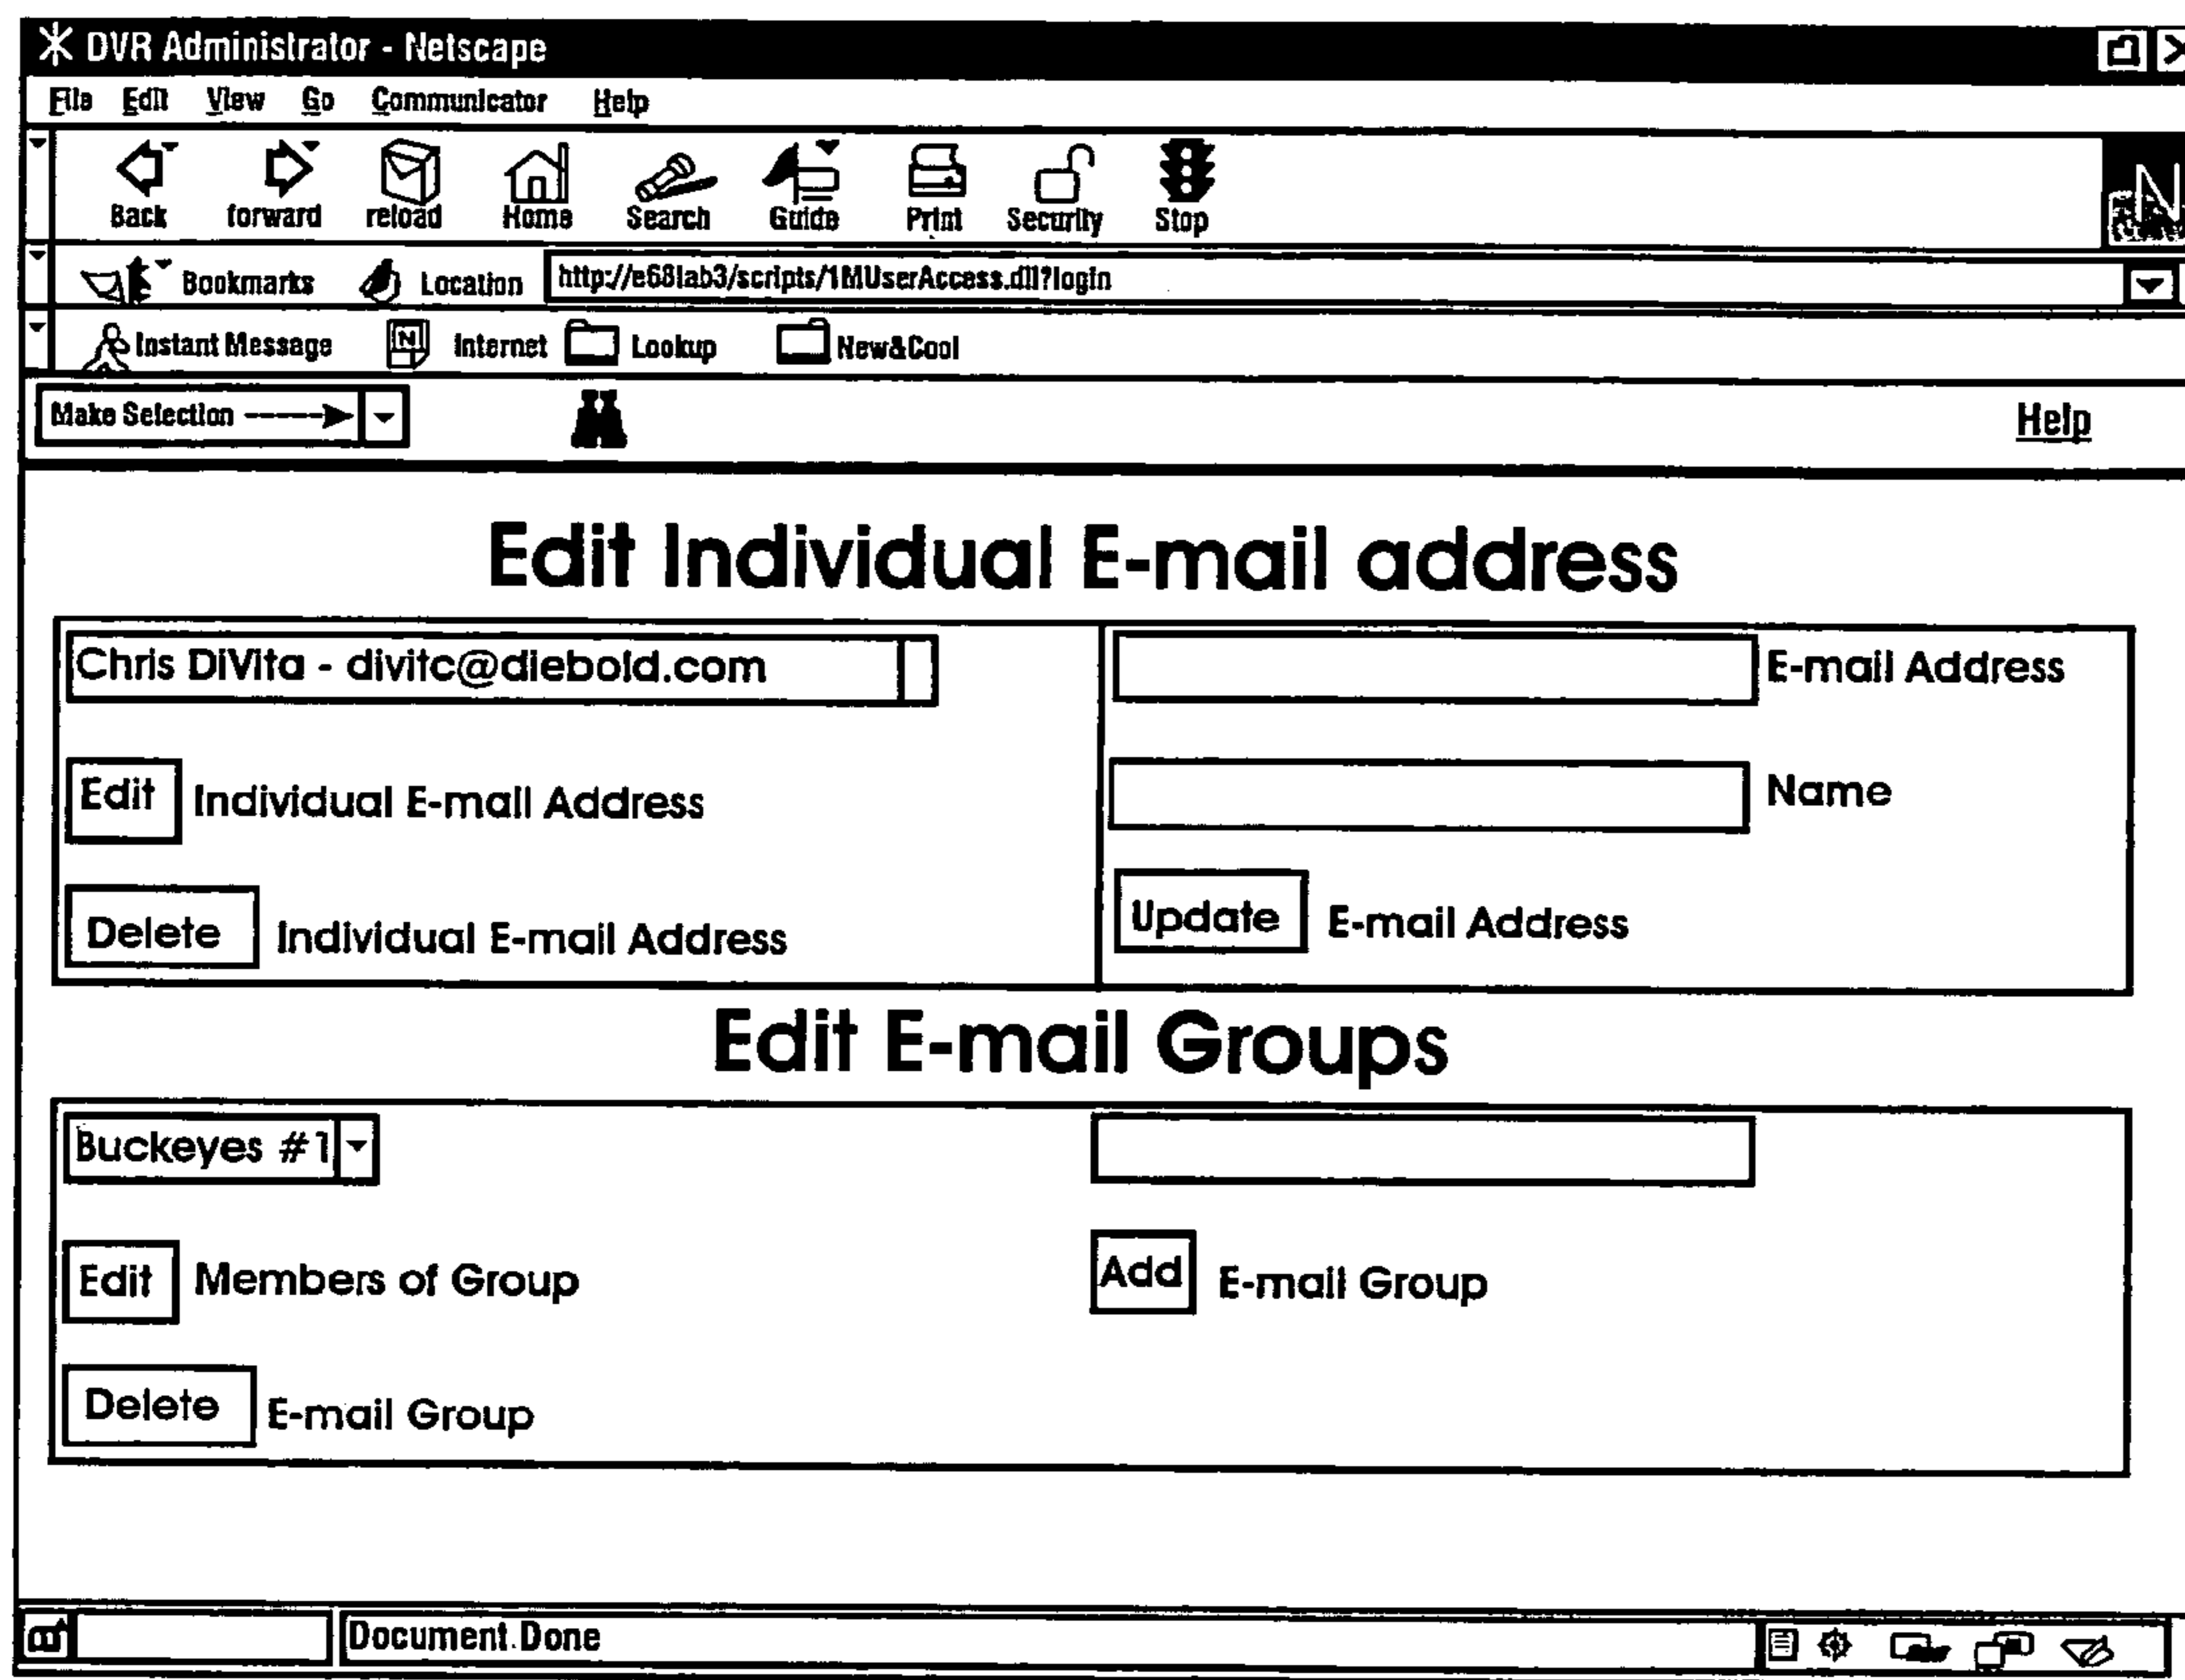 DVR Administrator - Netscape
File Edit View Go Communicator Help
Back forward reload Home Search Guide Print Security Stop
N
Bookmarks Location http://e68lab3/scripts/1MUserAccess.dll?login
Instant Message N Internet Lookup New&Cool
Make Selection Help
Edit Individual E-mail address
Chris DiVita - divitc@diebold.com E-mail Address
Edit Individual E-mail Address Name
Delete Individual E-mail Address Update E-mail Address
Edit E-mail Groups
Buckeyes #1
Edit Members of Group Add E-mail Group
Delete E-mail Group
Document Done